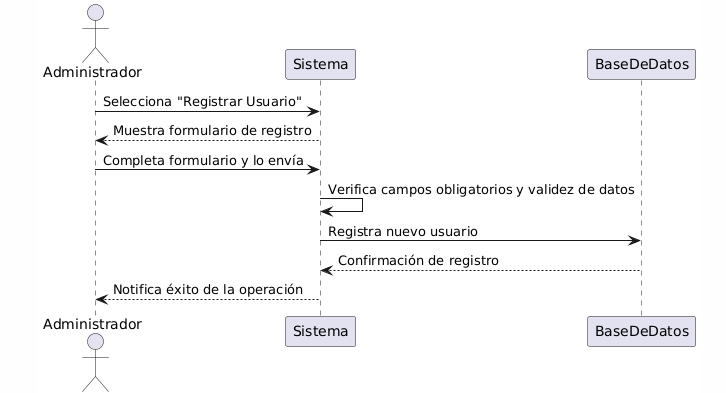 Administrador
Sistema
BaseDeDatos
Selecciona "Registrar Usuario"
Muestra formulario de registro
Completa formulario y lo envía
Verifica campos obligatorios y validez de datos
Registra nuevo usuario
Confirmación de registro
Notifica éxito de la operación
Administrador
Sistema
BaseDeDatos